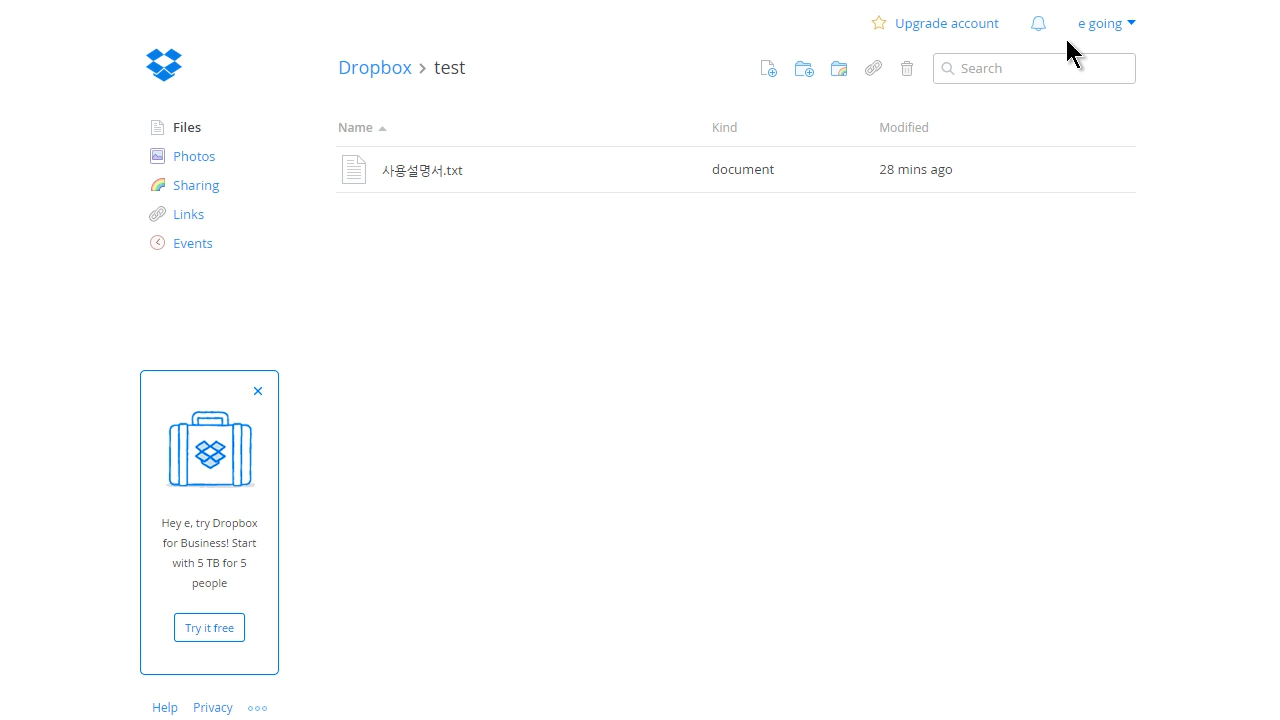 Upgrade account
e going
Dropbox › test
Search
Files
Photos
Sharing
Links
Events
Name Kind Modified
사용설명서.txt document 28 mins ago
Hey e, try Dropbox
for Business! Start
with 5 TB for 5
people
Try it free
Help Privacy